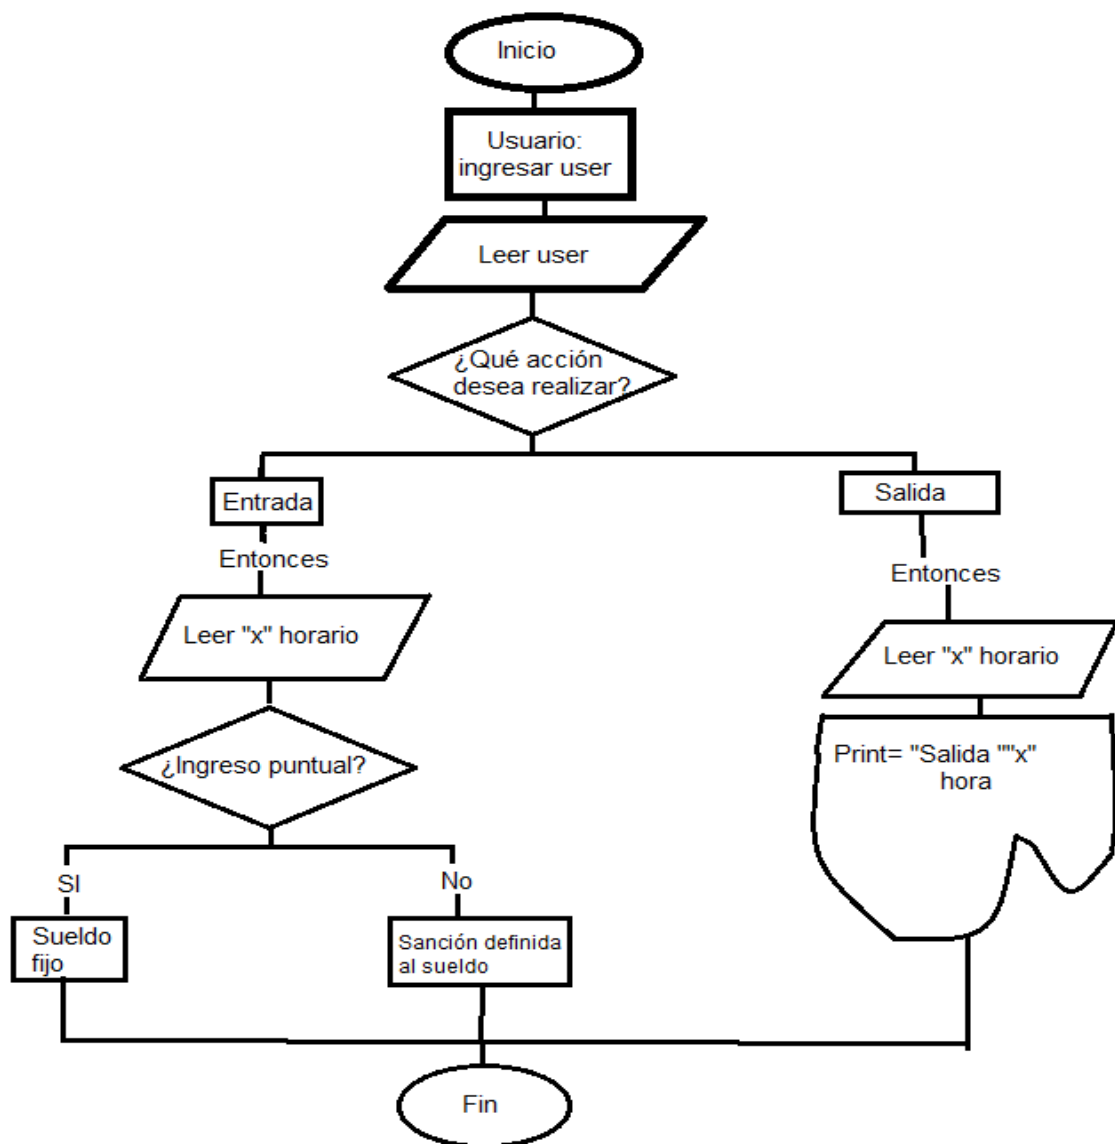 Inicio
Usuario:
ingresar user
Leer user
¿Qué acción
desea realizar?
Entrada
Entonces
Leer "x" horario
¿Ingreso puntual?
SI
Sueldo
fijo
No
Sanción definida
al sueldo
Salida
Entonces
Leer "x" horario
Print= "Salida ""x"
hora
Fin